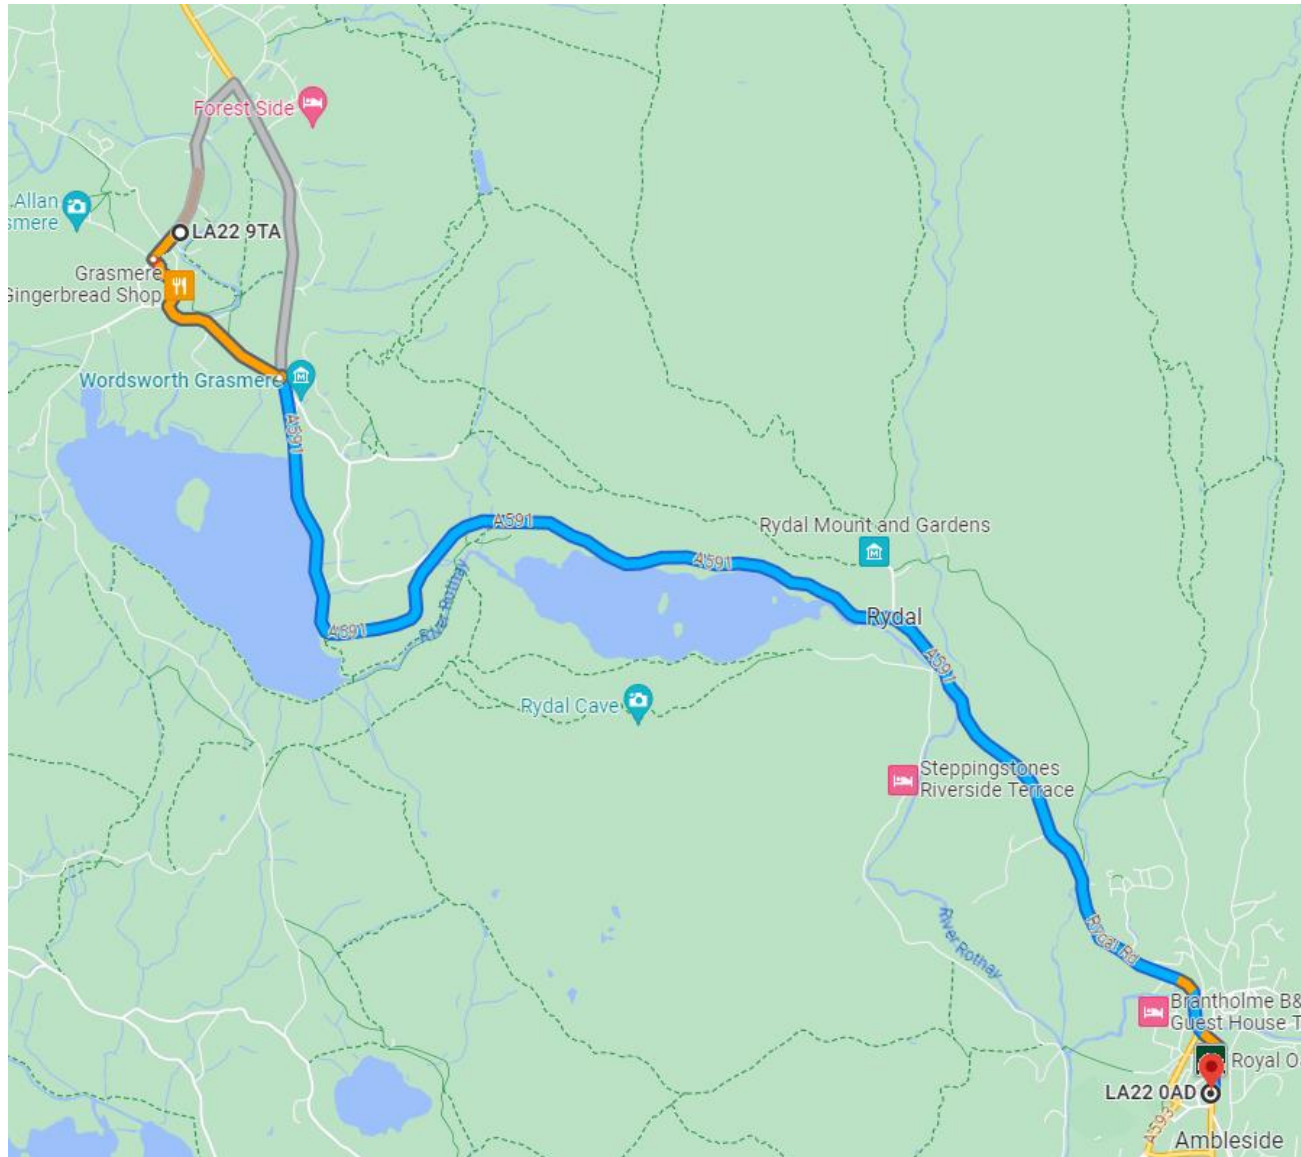 Forest Side
Allan
smere
LA22 9TA
Grasmere
Gingerbread Shop
Wordsworth Grasmere
A591
A591
Rydal Mount and Gardens
A591
A591
River Rothay
Rydal
A591
Rydal Cave
Steppingstones
Riverside Terrace
River Rothay
Rydal Rd
Brantholme B&
Guest House T
Royal O
LA22 0AD
A593
Ambleside